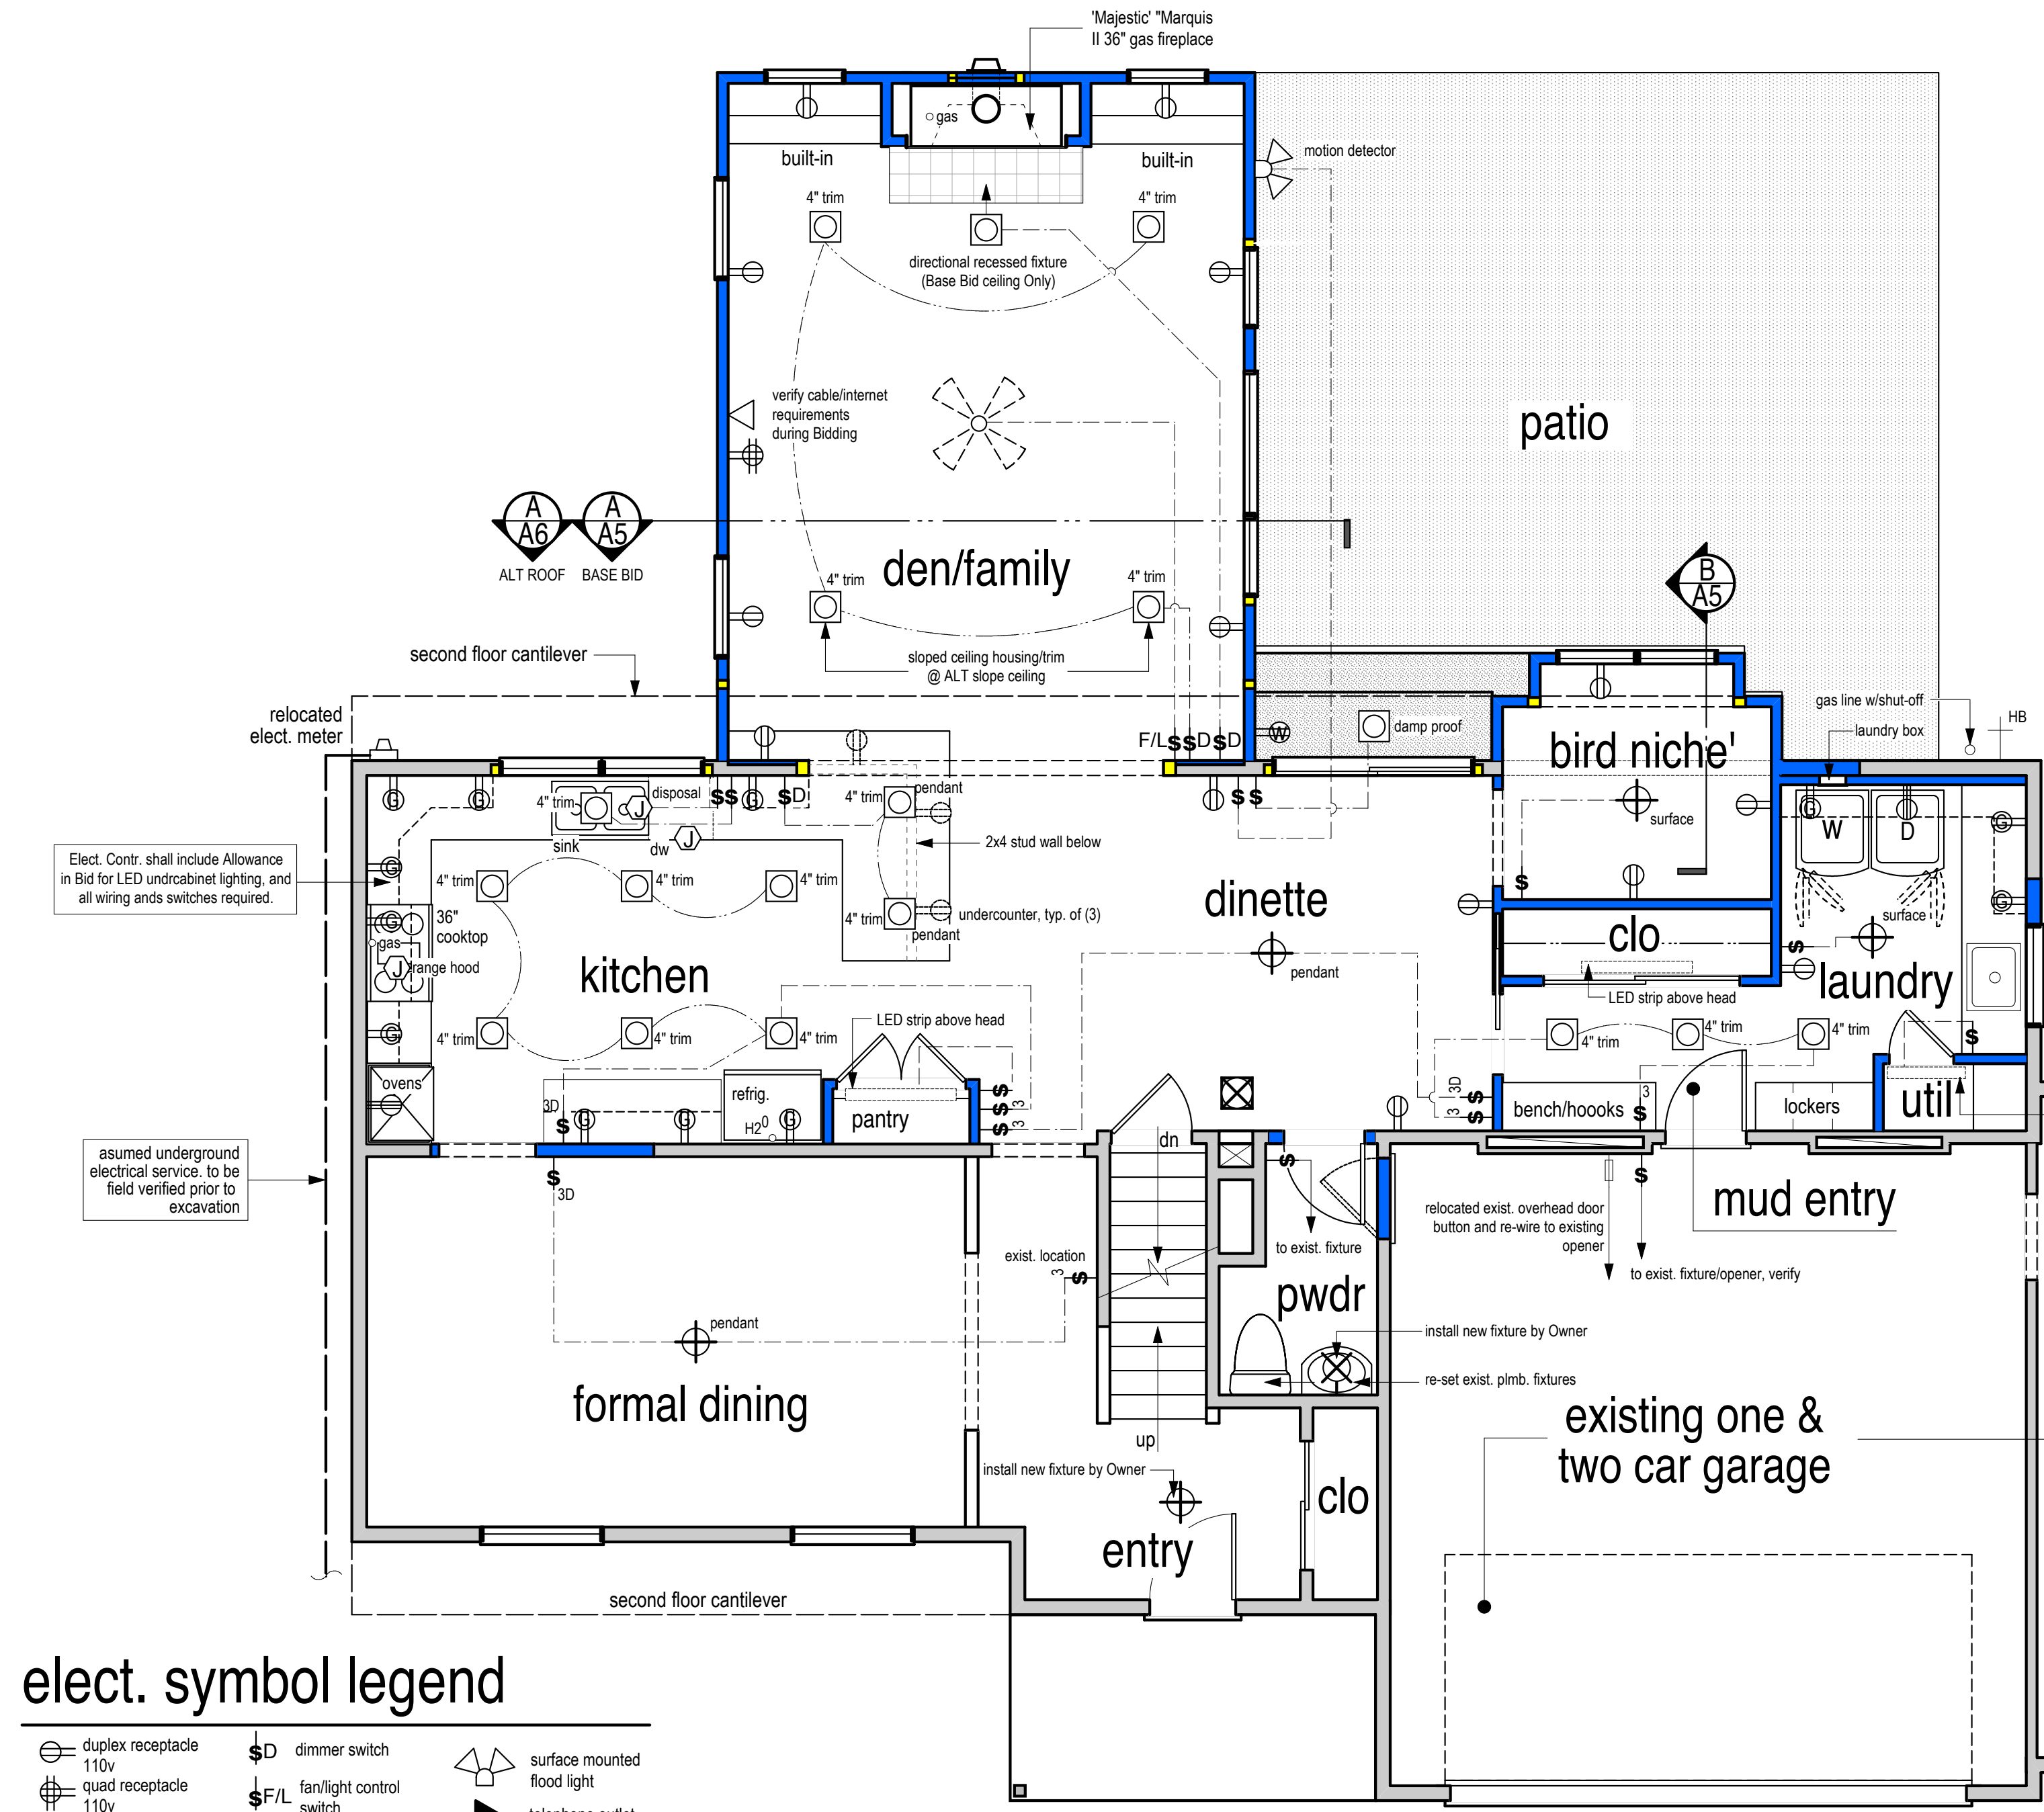 'Majestic' "Marquis
II 36" gas fireplace
gas
built-in
built-in
motion detector
4" trim
4" trim
directional recessed fixture
(Base Bid ceiling Only)
verify cable/internet
requirements
during Bidding
patio
A
A6
A
A5
ALT ROOF
BASE BID
den/family
4" trim
4" trim
B
A5
sloped ceiling housing/trim
@ ALT slope ceiling
second floor cantilever
relocated
elect. meter
gas line w/shut-off
HB
laundry box
F/L$$D$D
W
damp proof
bird niche'
surface
G
G
4" trim
disposal
J
$$
G
$D
4" trim
pendant
$ $
sink
dw
J
2x4 stud wall below
G
W
D
G
Elect. Contr. shall include Allowance
in Bid for LED undrcabinet lighting, and
all wiring ands switches required.
G
4" trim
4" trim
4" trim
4" trim
undercounter, typ. of (3)
pendant
dinette
$
G
surface
G
36"
cooktop
gas
J
range hood
kitchen
pendant
clo
$
laundry
LED strip above head
LED strip above head
G
4" trim
4" trim
4" trim
4" trim
4" trim
4" trim
$
ovens
3D
$
G
G
refrig.
H2O
G
pantry
$
$ 3
$ 3
3D $
3 $
bench/hoooks
3
$
lockers
util
asumed underground
electrical service. to be
field verified prior to
excavation
$
3D
dn
$
$
mud entry
relocated exist. overhead door
button and re-wire to existing
opener
to exist. fixture
exist. location
3 $
to exist. fixture/opener, verify
pwdr
pendant
install new fixture by Owner
re-set exist. plmb. fixtures
formal dining
up
existing one &
two car garage
install new fixture by Owner
clo
entry
second floor cantilever
elect. symbol legend
duplex receptacle
110v
$D
dimmer switch
surface mounted
flood light
quad receptacle
110v
$F/L
fan/light control
switch
telephone outlet